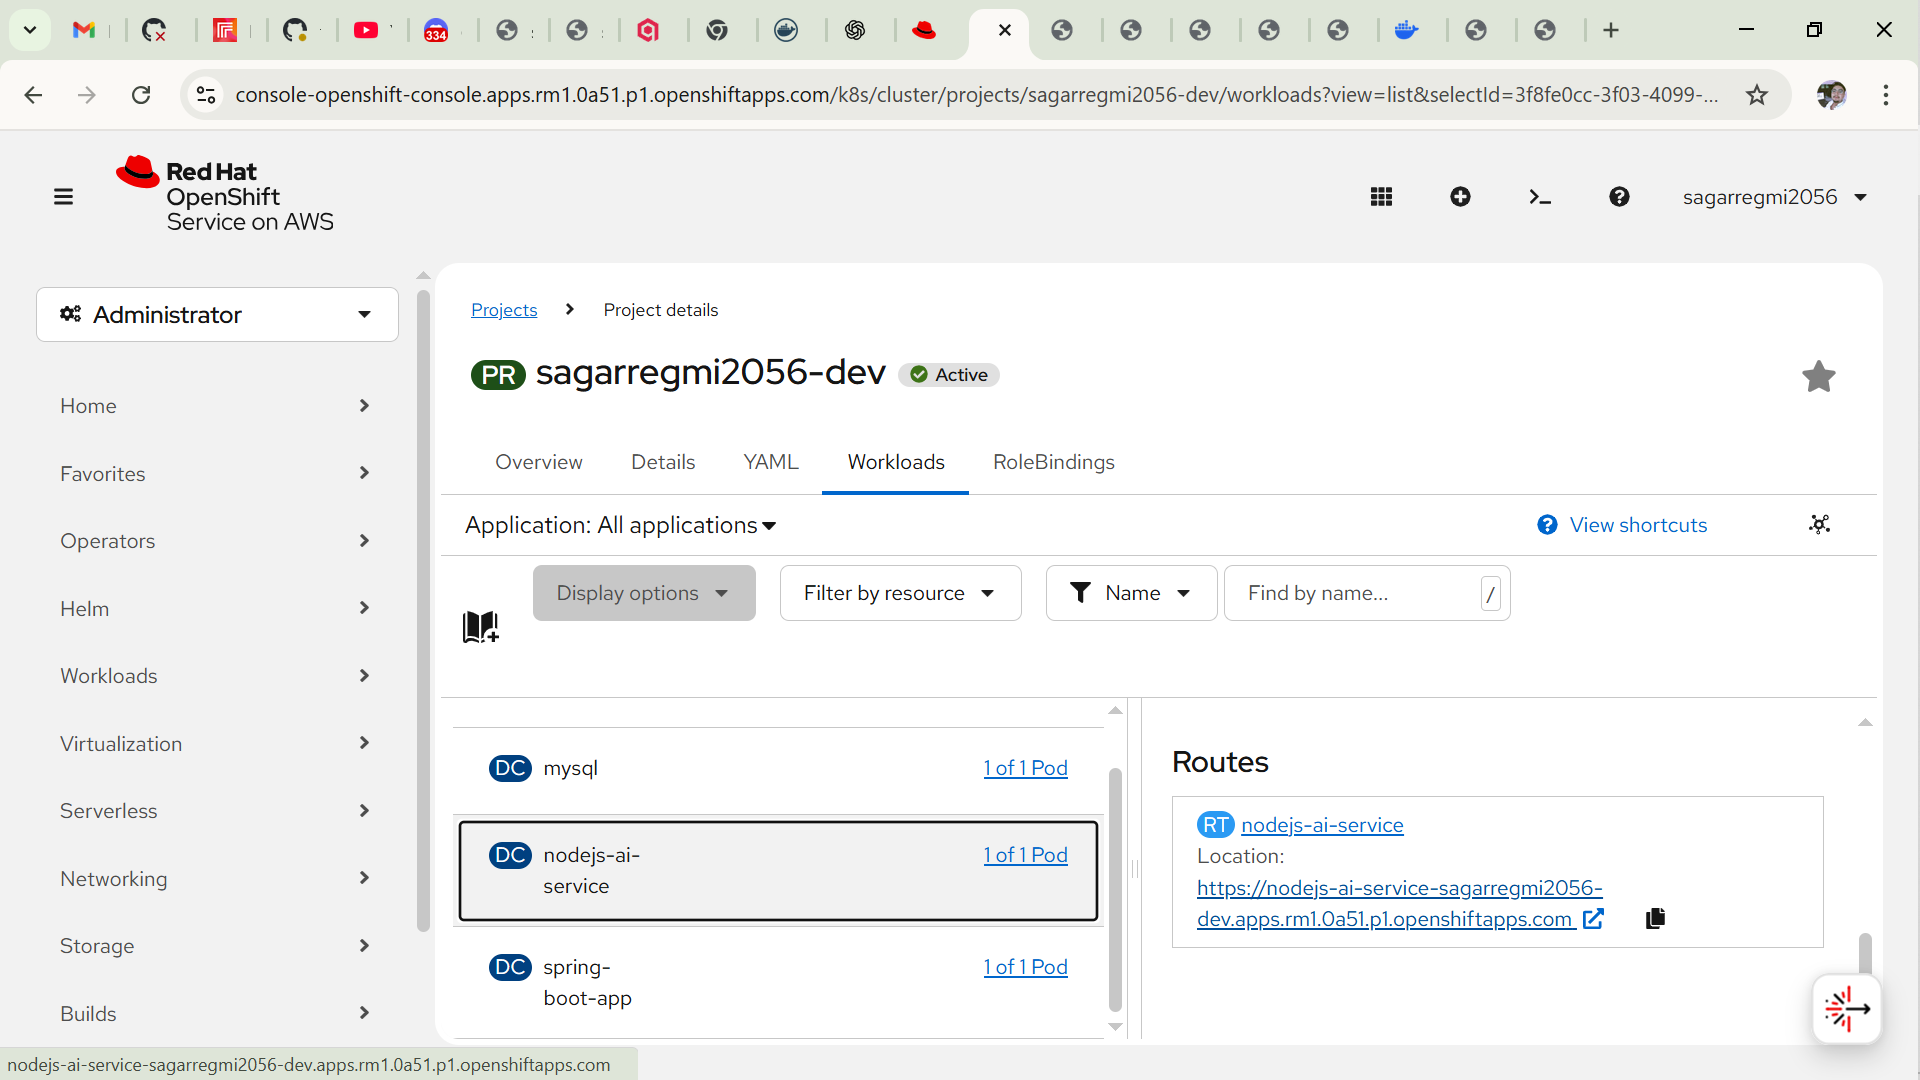 334
console-openshift-console.apps.rm1.0a51.p1.openshiftapps.com/k8s/cluster/projects/sagarregmi2056-dev/workloads?view=list&selectId=3f8fe0cc-3f03-4099-...
Red Hat
OpenShift
Service on AWS
sagarregmi2056
Administrator
Home
Favorites
Operators
Helm
Workloads
Virtualization
Serverless
Networking
Storage
Builds
Projects
Project details
PR sagarregmi2056-dev
Active
Overview
Details
YAML
Workloads
RoleBindings
Application: All applications
View shortcuts
Display options
Filter by resource
Name
Find by name...
/
DC mysql
1 of 1 Pod
DC nodejs-ai-
service
1 of 1 Pod
DC spring-
boot-app
1 of 1 Pod
Routes
RT nodejs-ai-service
Location:
https://nodejs-ai-service-sagarregmi2056-
dev.apps.rm1.0a51.p1.openshiftapps.com
nodejs-ai-service-sagarregmi2056-dev.apps.rm1.0a51.p1.openshiftapps.com